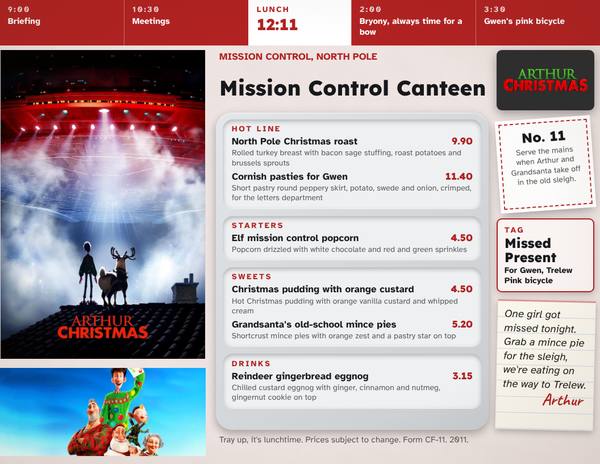 9:00
Briefing
10:30
Meetings
LUNCH
12:11
2:00
Bryony, always time for a
bow
3:30
Gwen's pink bicycle
ARTHUR
CHRISTMAS
MISSION CONTROL, NORTH POLE
Mission Control Canteen
HOT LINE
North Pole Christmas roast 9.90
Rolled turkey breast with bacon sage stuffing, roast potatoes and
brussels sprouts
Cornish pasties for Gwen 11.40
Short pastry round peppery skirt, potato, swede and onion, crimped,
for the letters department
STARTERS
Elf mission control popcorn 4.50
Popcorn drizzled with white chocolate and red and green sprinkles
SWEETS
Christmas pudding with orange custard 4.50
Hot Christmas pudding with orange vanilla custard and whipped
cream
Grandsanta's old-school mince pies 5.20
Shortcrust mince pies with orange zest and a pastry star on top
DRINKS
Reindeer gingerbread eggnog 3.15
Chilled custard eggnog with ginger, cinnamon and nutmeg,
gingernut cookie on top
Tray up, it's lunchtime. Prices subject to change. Form CF-11. 2011.
ARTHUR
CHRISTMAS
No. 11
Serve the mains
when Arthur and
Grandsanta take off
in the old sleigh.
TAG
Missed
Present
For Gwen, Trelew
Pink bicycle
One girl got
missed tonight.
Grab a mince pie
for the sleigh,
we're eating on
the way to Trelew.
Arthur